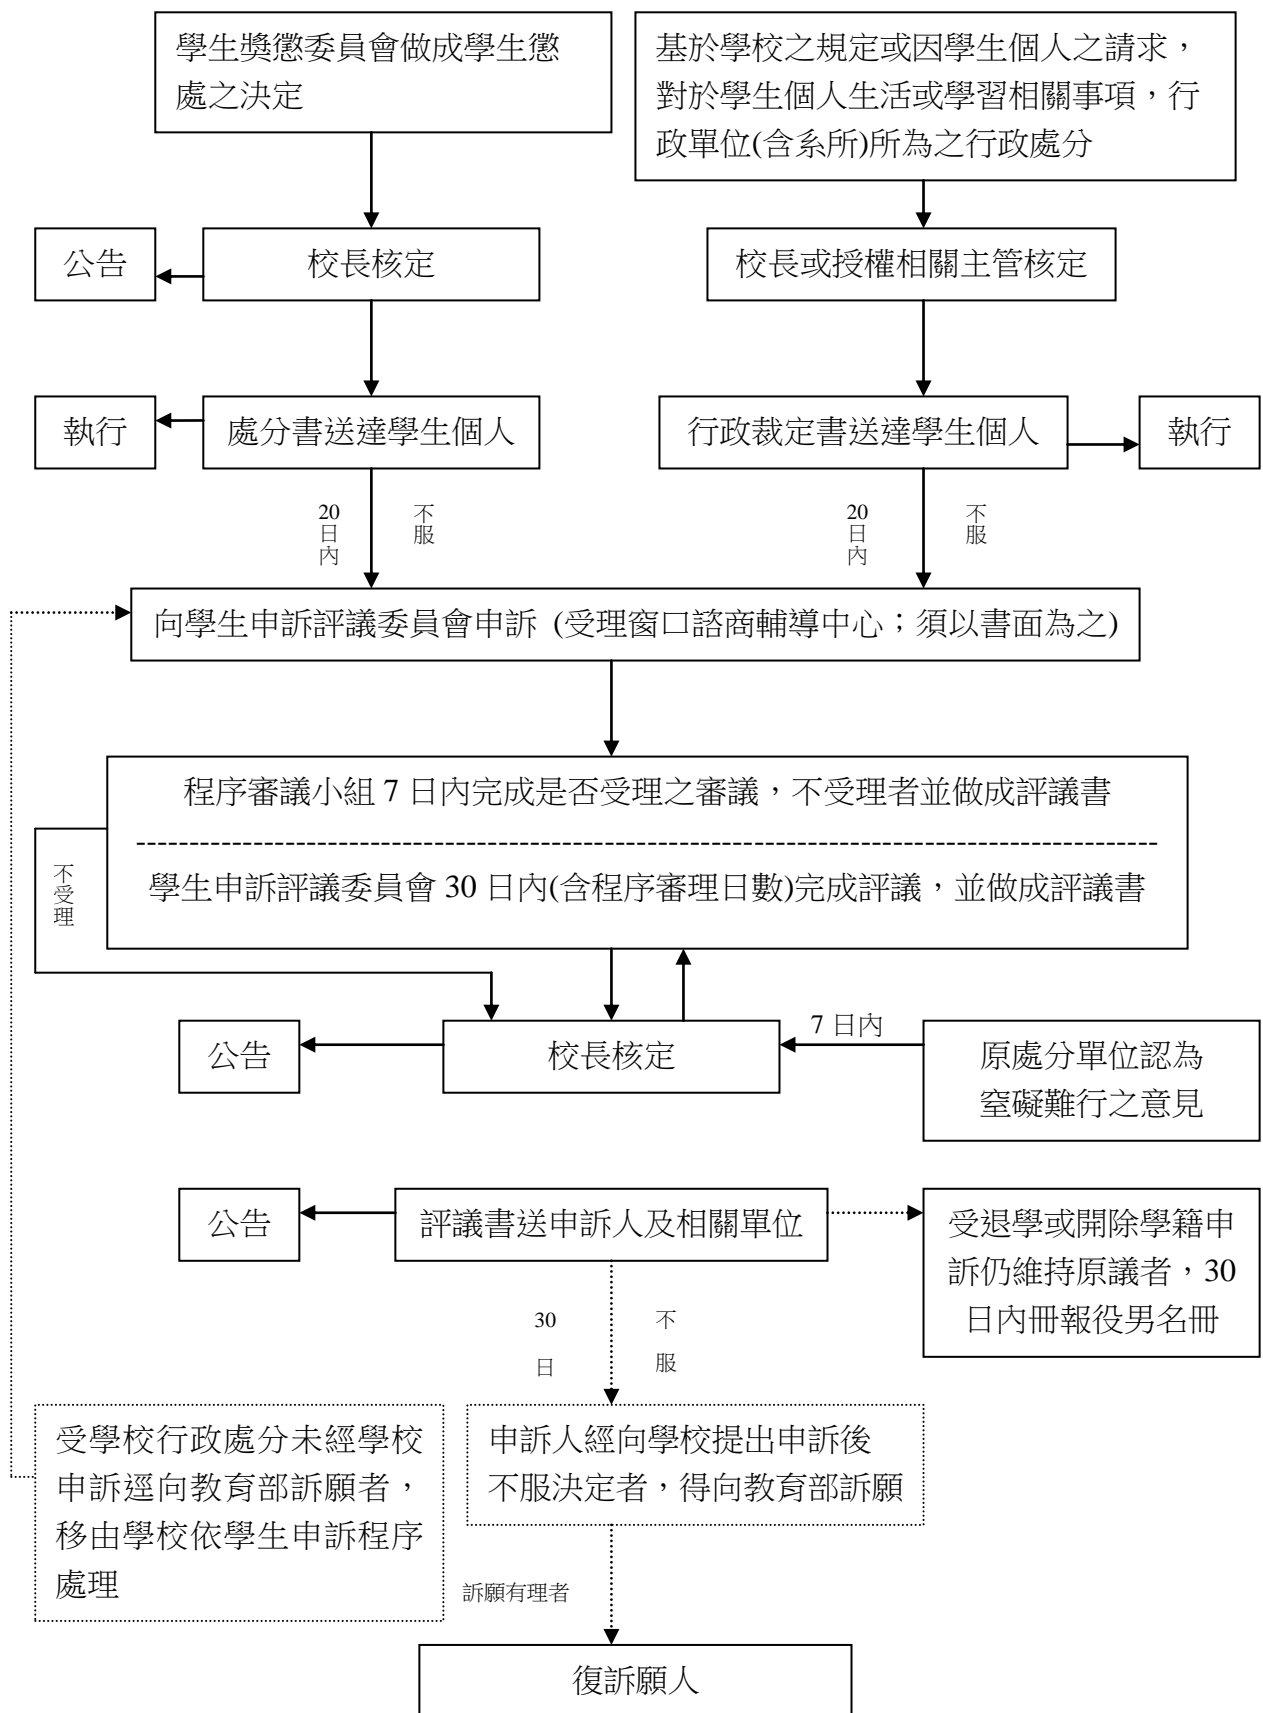 學生獎懲委員會做成學生懲
處之決定
基於學校之規定或因學生個人之請求，
對於學生個人生活或學習相關事項，行
政單位(含系所)所為之行政處分
公告
校長核定
校長或授權相關主管核定
執行
處分書送達學生個人
行政裁定書送達學生個人
執行
20日內
不服
20日內
不服
向學生申訴評議委員會申訴 (受理窗口諮商輔導中心；須以書面為之)
程序審議小組 7 日內完成是否受理之審議，不受理者並做成評議書
不受理
學生申訴評議委員會 30 日內(含程序審理日數)完成評議，並做成評議書
公告
校長核定
7 日內
原處分單位認為
窒礙難行之意見
公告
評議書送申訴人及相關單位
受退學或開除學籍申
訴仍維持原議者，30
日內冊報役男名冊
30日
不服
受學校行政處分未經學校
申訴逕向教育部訴願者，
移由學校依學生申訴程序
處理
申訴人經向學校提出申訴後
不服決定者，得向教育部訴願
訴願有理者
復訴願人